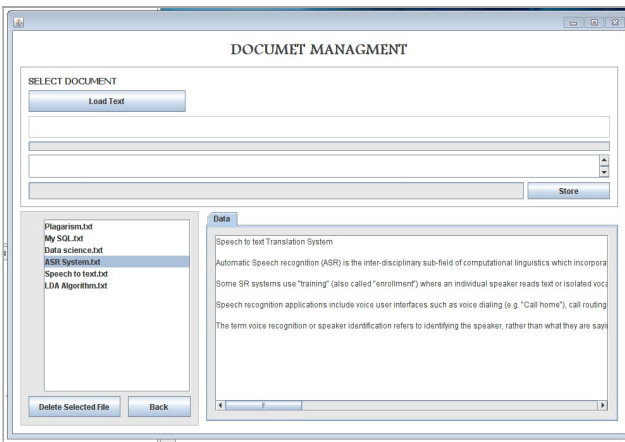 DOCUMET MANAGMENT
SELECT DOCUMENT
Load Text
Store
Plagarism.txt
My SQL.txt
Data science.txt
ASR System.txt
Speech to text.txt
LDA Algorithm.txt
Delete Selected File
Back
Data
Speech to text Translation System
Automatic Speech recognition (ASR) is the inter-disciplinary sub-field of computational linguistics which incorpora
Some SR systems use "training" (also called "enrollment") where an individual speaker reads text or isolated voca
Speech recognition applications include voice user interfaces such as voice dialing (e.g. "Call home"), call routing
The term voice recognition or speaker identification refers to identifying the speaker, rather than what they are sayi